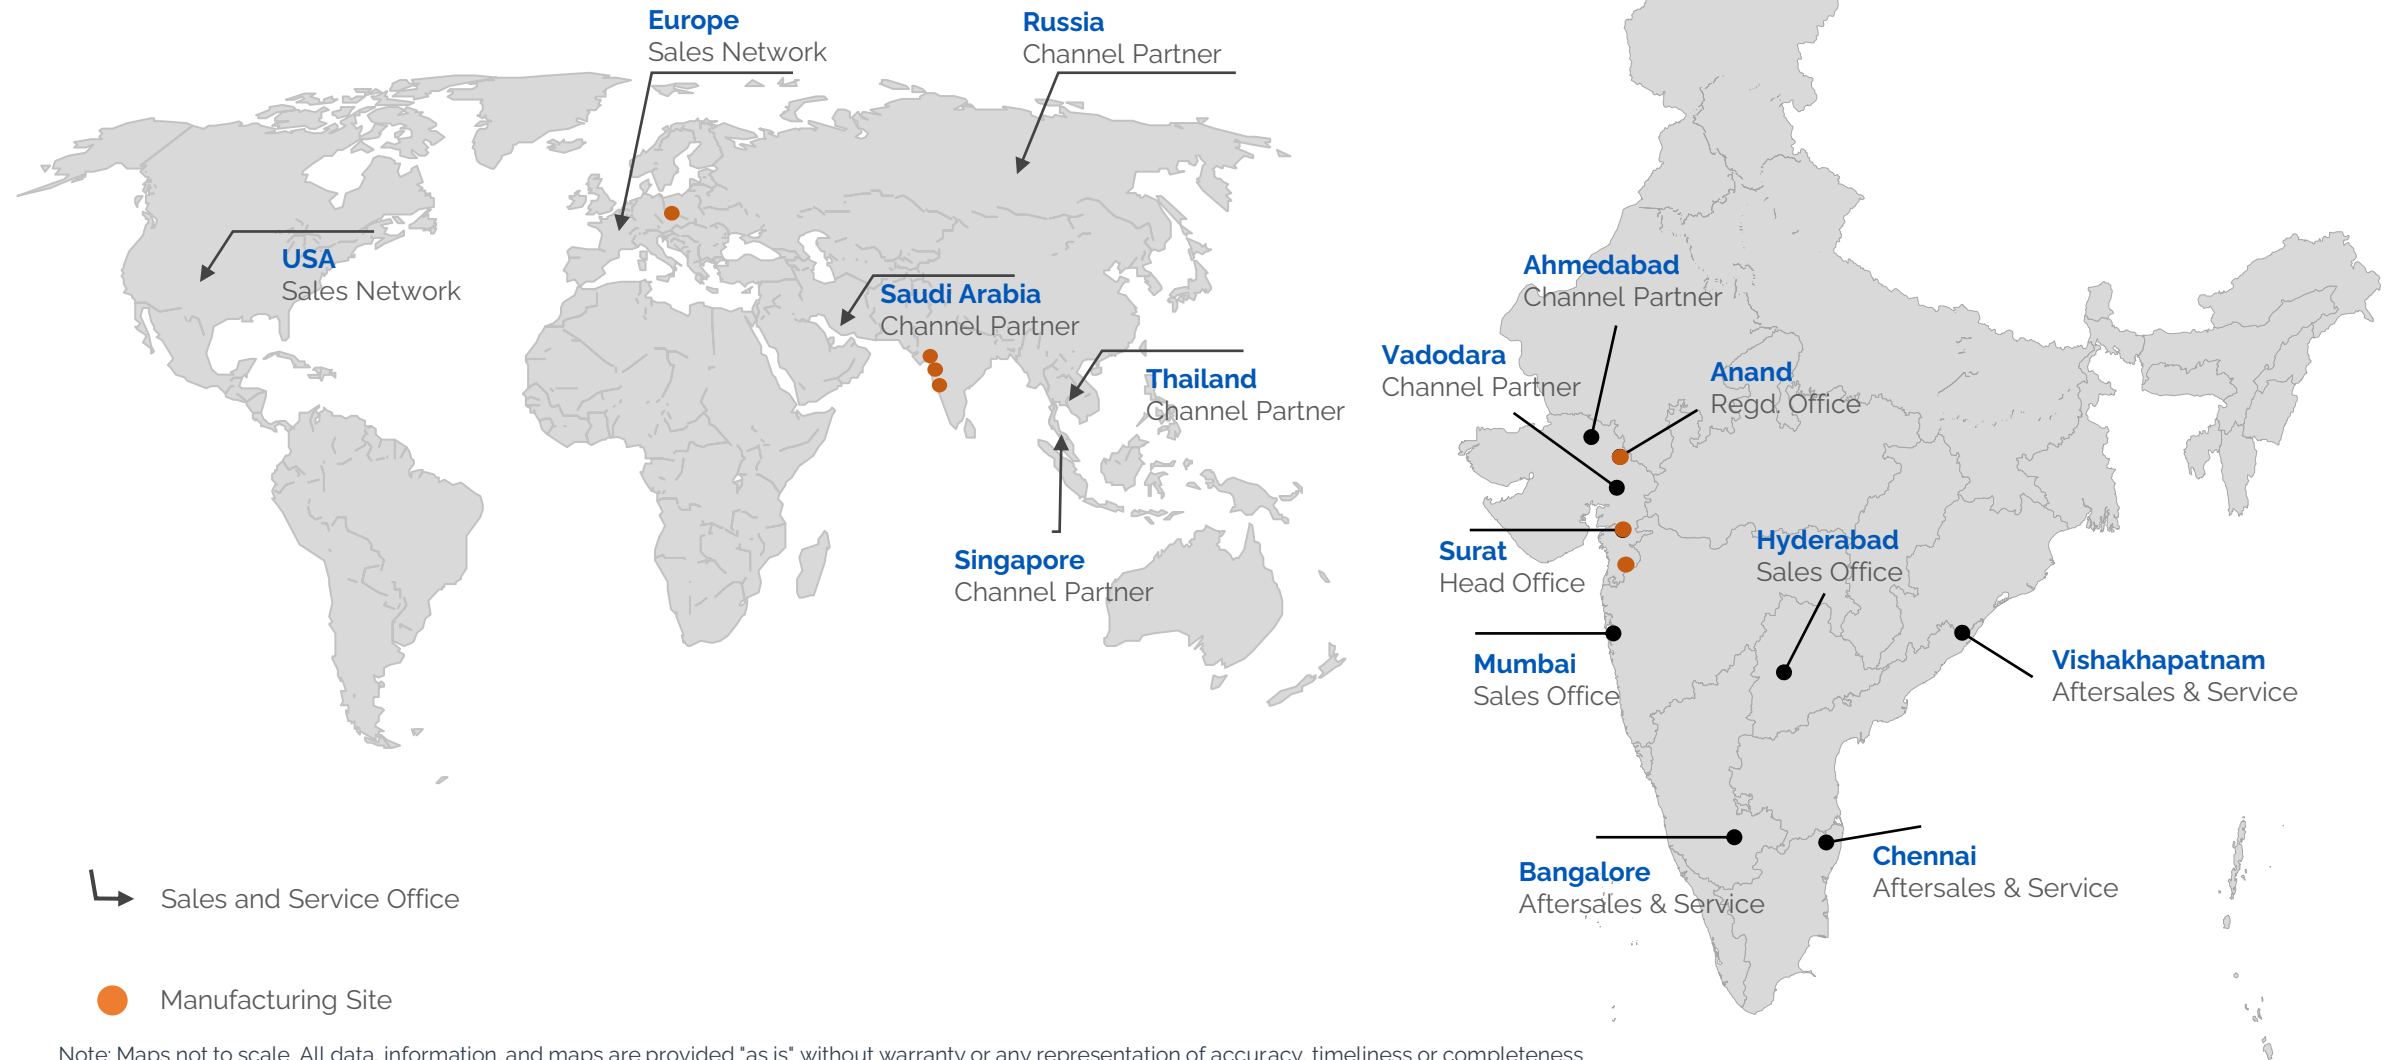 Europe
Sales Network
Russia
Channel Partner
USA
Sales Network
Saudi Arabia
Channel Partner
Thailand
Channel Partner
Singapore
Channel Partner
Ahmedabad
Channel Partner
Vadodara
Channel Partner
Anand
Regd. Office
Surat
Head Office
Hyderabad
Sales Office
Mumbai
Sales Office
Vishakhapatnam
Aftersales & Service
Bangalore
Aftersales & Service
Chennai
Aftersales & Service
Sales and Service Office
Manufacturing Site
Note: Maps not to scale. All data, information, and maps are provided "as is" without warranty or any representation of accuracy, timeliness or completeness